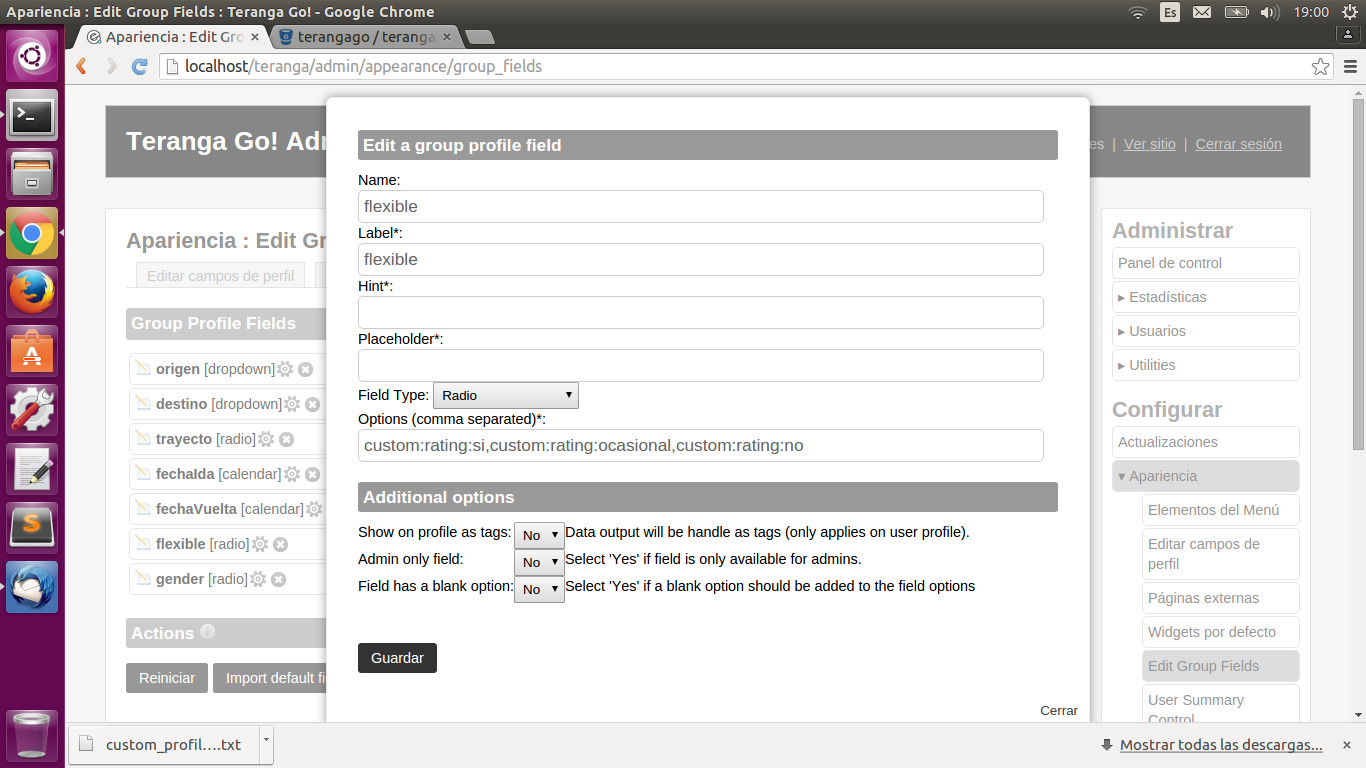 Apariencia : Edit Group Fields : Teranga Go! - Google Chrome
Es
19:00
Apariencia : Edit Gro
terangago / teranga
localhost/teranga/admin/appearance/group_fields
Teranga Go! Adm
es | Ver sitio | Cerrar sesión
Apariencia : Edit Gr
Editar campos de perfil
Group Profile Fields
origen [dropdown]
destino [dropdown]
trayecto [radio]
fechaIda [calendar]
fechaVuelta [calendar]
flexible [radio]
gender [radio]
Actions
Reiniciar
Import default fi
Edit a group profile field
Name:
flexible
Label*:
flexible
Hint*:
Placeholder*:
Field Type: Radio
Options (comma separated)*:
custom:rating:si,custom:rating:ocasional,custom:rating:no
Additional options
Show on profile as tags: No Data output will be handle as tags (only applies on user profile).
Admin only field: No Select 'Yes' if field is only available for admins.
Field has a blank option: No Select 'Yes' if a blank option should be added to the field options
Guardar
Cerrar
Administrar
Panel de control
▸ Estadísticas
▸ Usuarios
▸ Utilities
Configurar
Actualizaciones
▾ Apariencia
Elementos del Menú
Editar campos de
perfil
Páginas externas
Widgets por defecto
Edit Group Fields
User Summary
Control
custom_profil....txt
Mostrar todas las descargas...